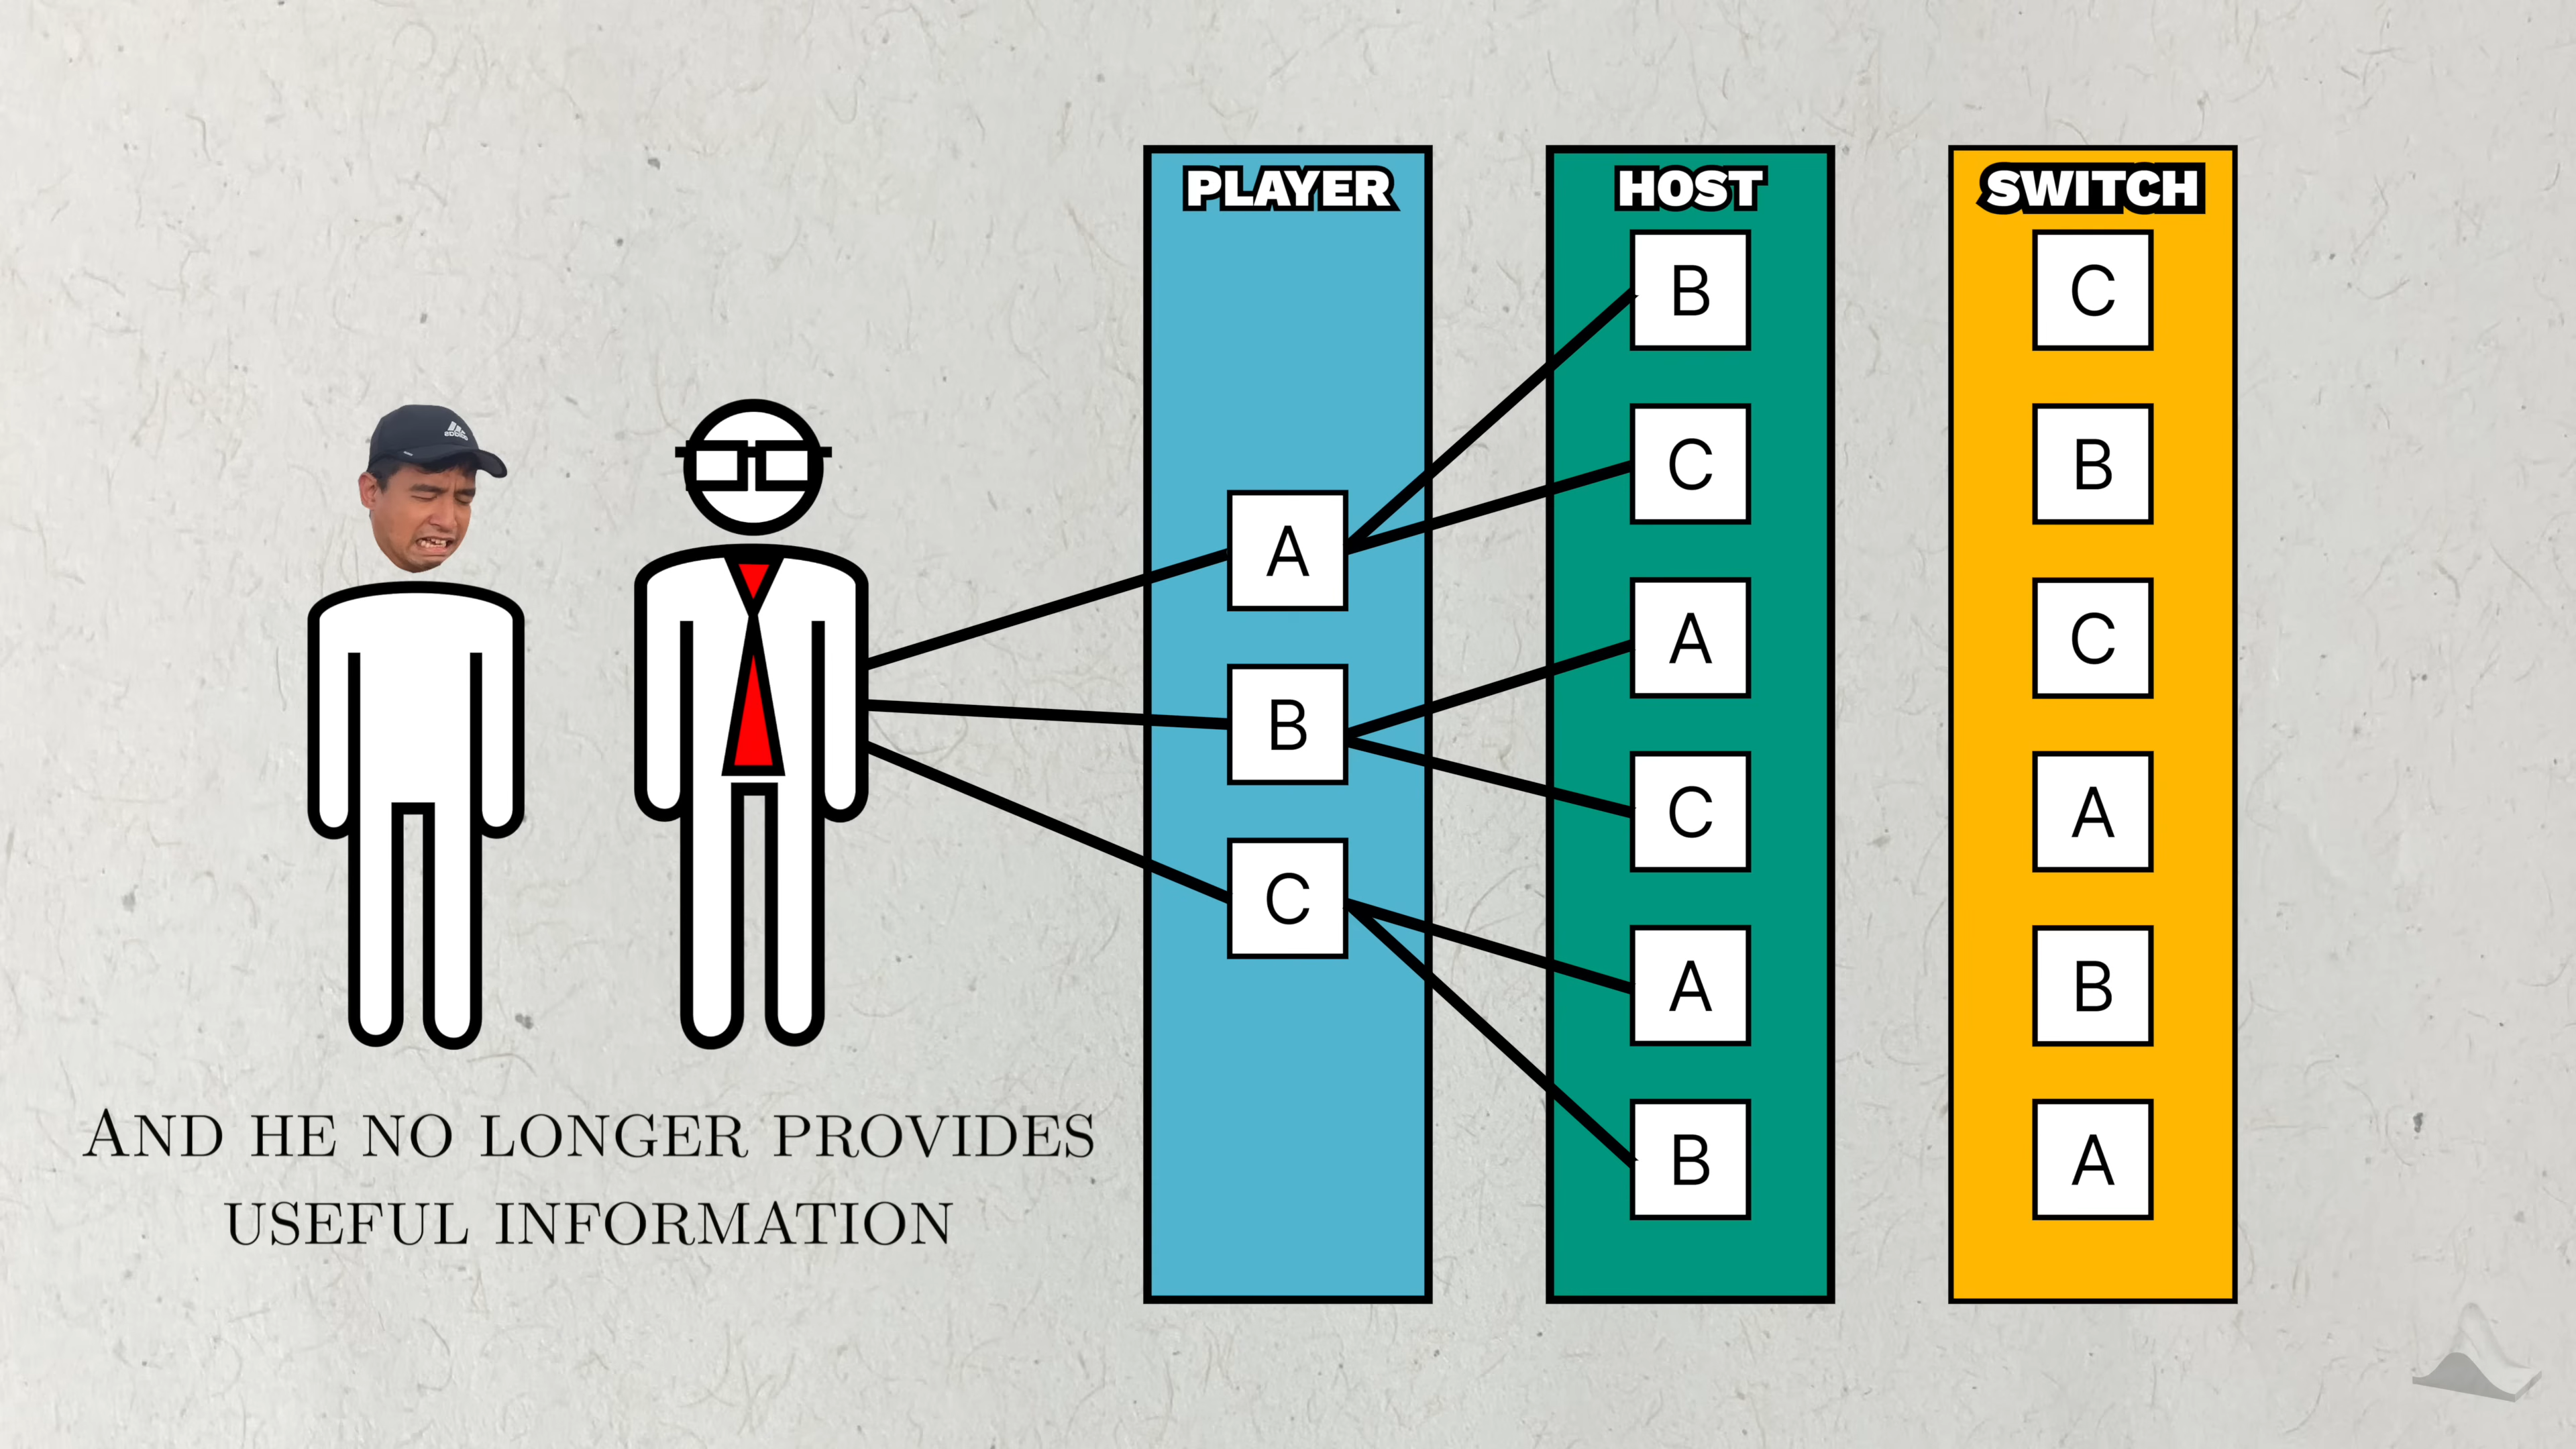 PLAYER
HOST
SWITCH
B
C
C
B
A
A
C
B
C
A
C
A
B
B
A
AND HE NO LONGER PROVIDES
USEFUL INFORMATION